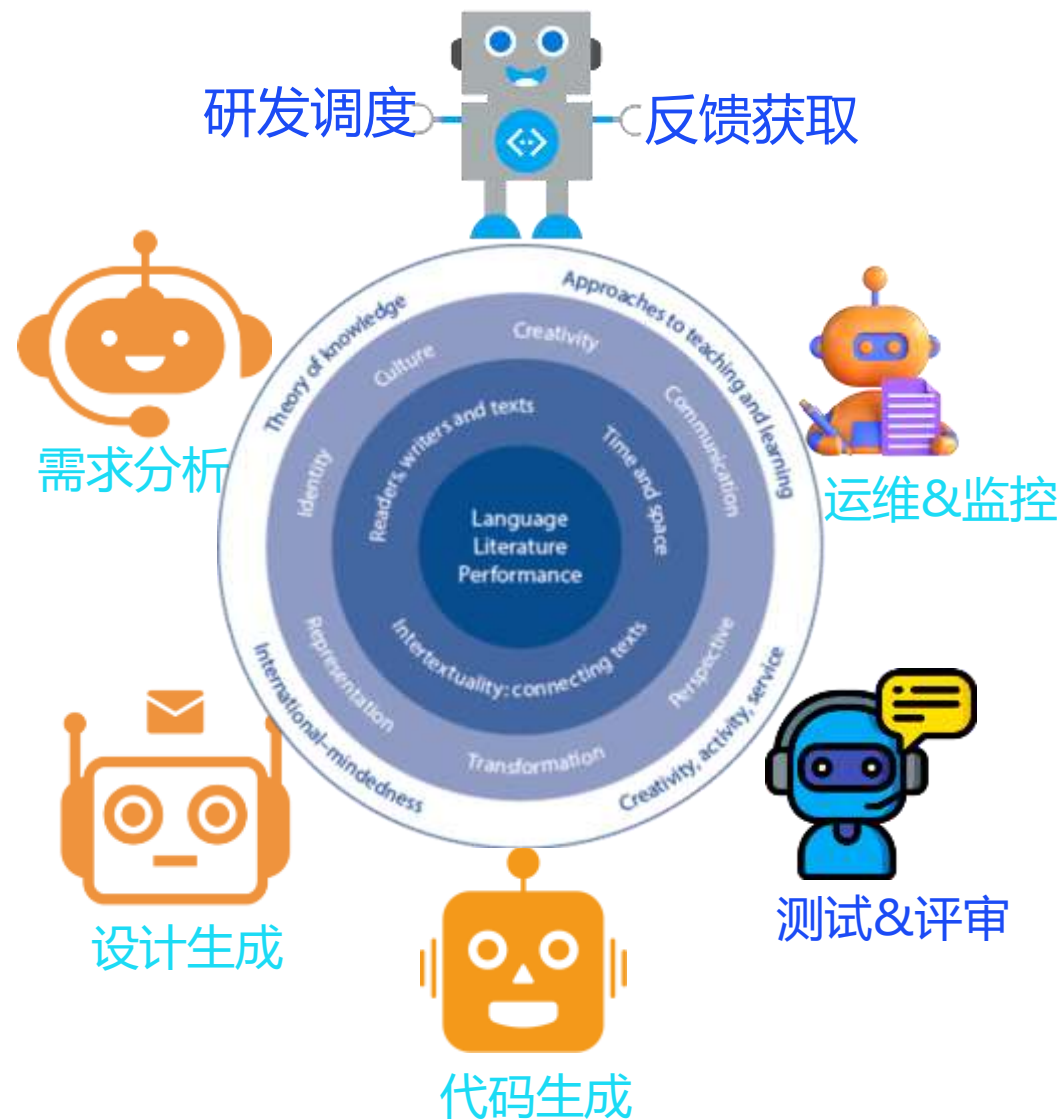 研发调度
反馈获取
需求分析
运维&监控
设计生成
测试&评审
代码生成
Theory of knowledge
Approaches to teaching and learning
International-mindedness
Creativity, activity, service
Identity
Culture
Creativity
Communication
Perspective
Transformation
Representation
Readers, writers and texts
Time and space
Intertextuality: connecting texts
Language
Literature
Performance